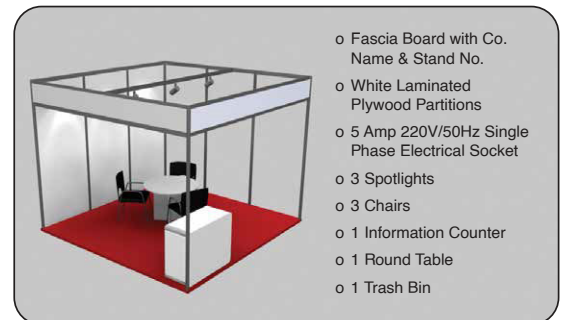 o Fascia Board with Co.
Name & Stand No.
o White Laminated
Plywood Partitions
o 5 Amp 220V/50Hz Single
Phase Electrical Socket
o 3 Spotlights
o 3 Chairs
o 1 Information Counter
o 1 Round Table
o 1 Trash Bin